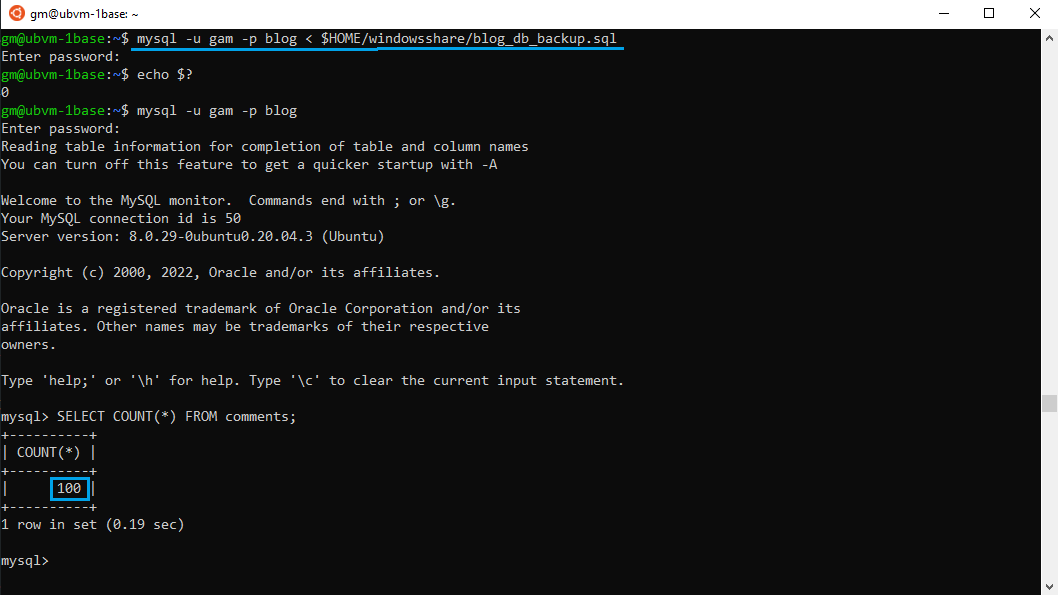 gm@ubvm-1base: ~
gm@ubvm-1base:~$ mysql -u gam -p blog < $HOME/windowsshare/blog_db_backup.sql
Enter password:
gm@ubvm-1base:~$ echo $?
0
gm@ubvm-1base:~$ mysql -u gam -p blog
Enter password:
Reading table information for completion of table and column names
You can turn off this feature to get a quicker startup with -A

Welcome to the MySQL monitor.  Commands end with ; or \g.
Your MySQL connection id is 50
Server version: 8.0.29-0ubuntu0.20.04.3 (Ubuntu)

Copyright (c) 2000, 2022, Oracle and/or its affiliates.

Oracle is a registered trademark of Oracle Corporation and/or its
affiliates. Other names may be trademarks of their respective
owners.

Type 'help;' or '\h' for help. Type '\c' to clear the current input statement.

mysql> SELECT COUNT(*) FROM comments;
+----------+
| COUNT(*) |
+----------+
|      100 |
+----------+
1 row in set (0.19 sec)

mysql>